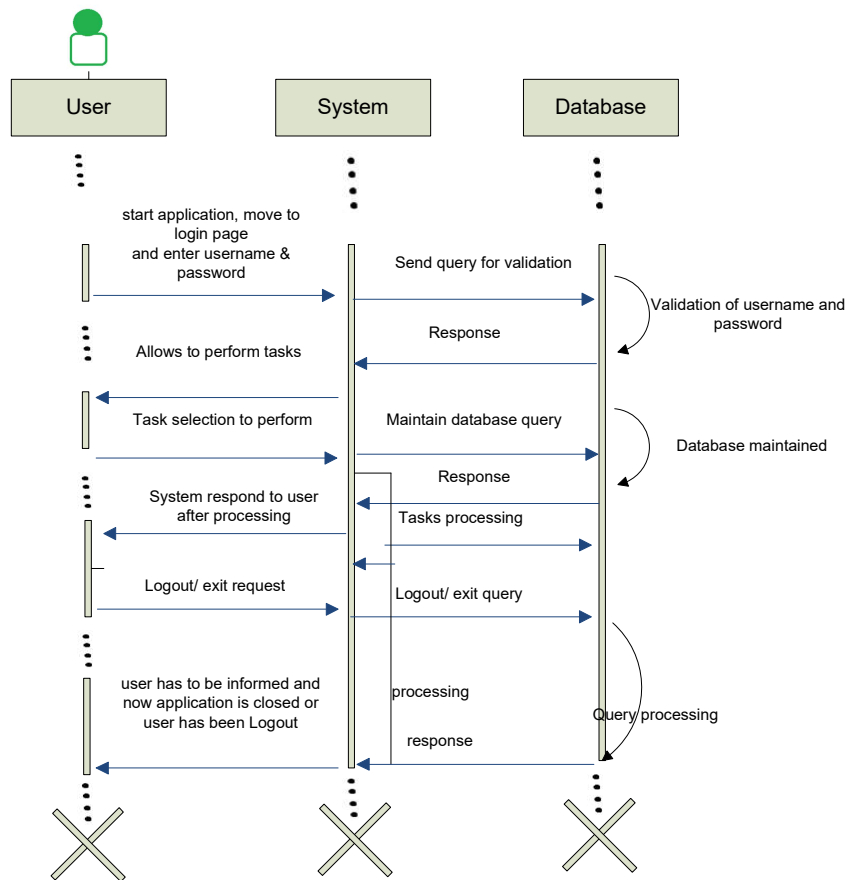 User
System
Database
start application, move to
login page
and enter username &
password
Send query for validation
Validation of username and
password
Response
Allows to perform tasks
Task selection to perform
Maintain database query
Database maintained
Response
System respond to user
after processing
Tasks processing
Logout/ exit request
Logout/ exit query
user has to be informed and
now application is closed or
user has been Logout
processing
Query processing
response